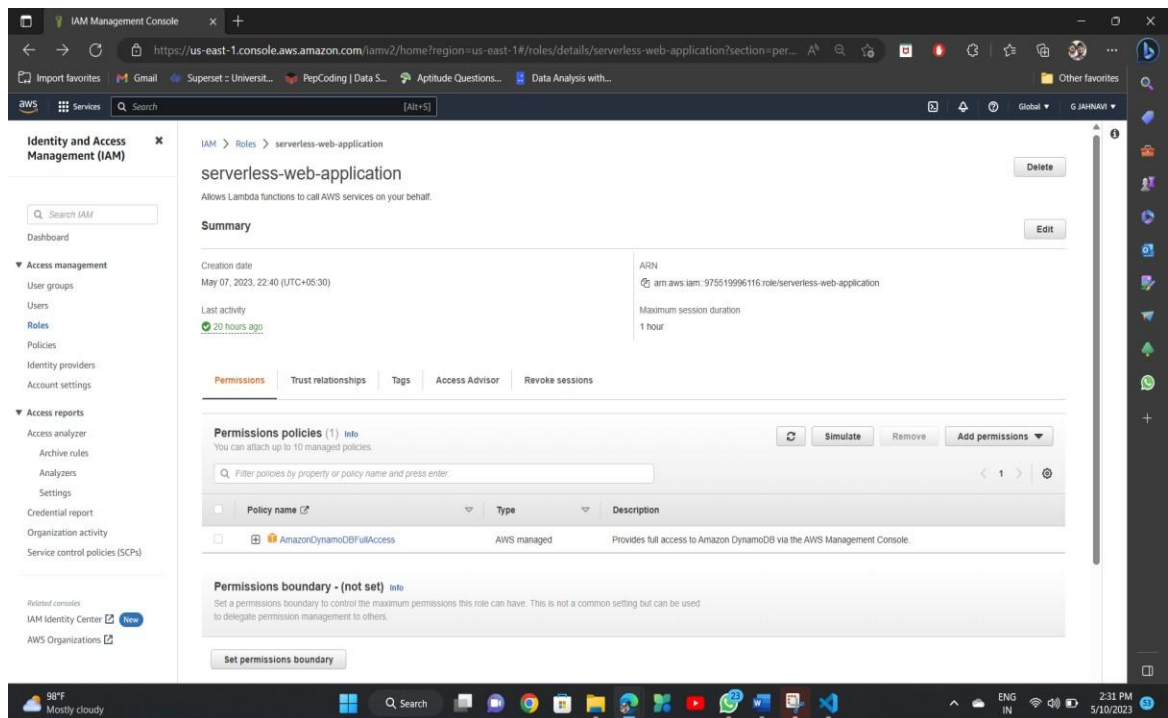 IAM Management Console
https://us-east-1.console.aws.amazon.com/iamv2/home?region=us-east-1#/roles/details/serverless-web-application?section=per...
Import favorites Gmail Superset :: Universit... PepCoding | Data S... Aptitude Questions... Data Analysis with... Other favorites
aws Services Search [Alt+S] Global ▼ G JAHNAVI ▼
Identity and Access Management (IAM)
Search IAM
Dashboard
Access management
User groups
Users
Roles
Policies
Identity providers
Account settings
Access reports
Access analyzer
Archive rules
Analyzers
Settings
Credential report
Organization activity
Service control policies (SCPs)
Related consoles
IAM Identity Center New
AWS Organizations
IAM > Roles > serverless-web-application
serverless-web-application
Delete
Allows Lambda functions to call AWS services on your behalf.
Summary
Edit
Creation date
May 07, 2023, 22:40 (UTC+05:30)
Last activity
20 hours ago
ARN
arn:aws:iam::975519996116:role/serverless-web-application
Maximum session duration
1 hour
Permissions Trust relationships Tags Access Advisor Revoke sessions
Permissions policies (1) Info
You can attach up to 10 managed policies.
Simulate Remove Add permissions ▼
Filter policies by property or policy name and press enter.
< 1 >
Policy name Type Description
AmazonDynamoDBFullAccess AWS managed Provides full access to Amazon DynamoDB via the AWS Management Console.
Permissions boundary - (not set) Info
Set a permissions boundary to control the maximum permissions this role can have. This is not a common setting but can be used
to delegate permission management to others.
Set permissions boundary
98°F
Mostly cloudy
Search
23
ENG
IN
2:31 PM
5/10/2023
53